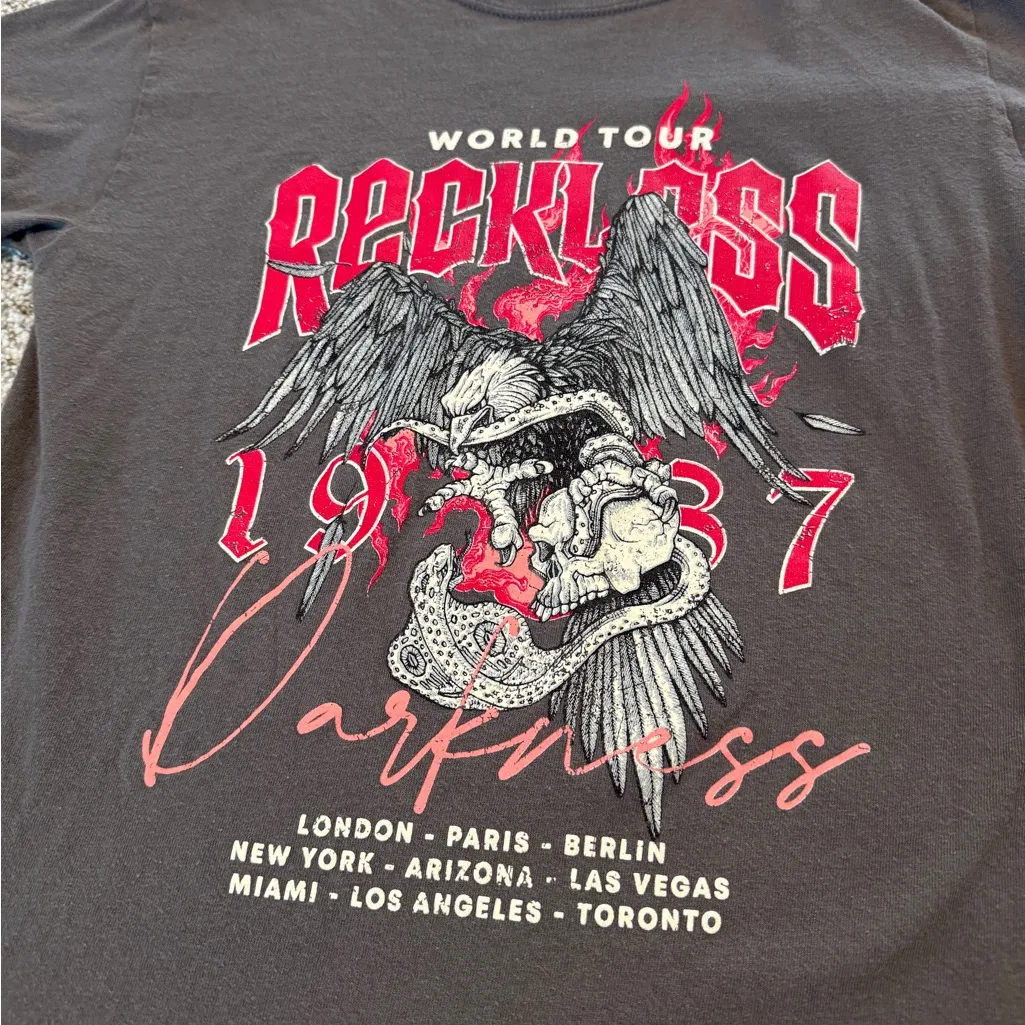 WORLD TOUR
RECKLESS
1987
Darkness
LONDON - PARIS - BERLIN
NEW YORK - ARIZONA - LAS VEGAS
MIAMI - LOS ANGELES - TORONTO